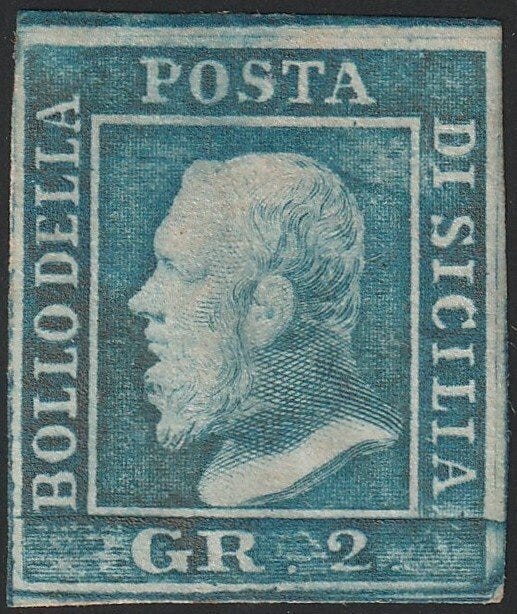 BOLLO DELLA
POSTA
DI SICILIA
GR. 2.